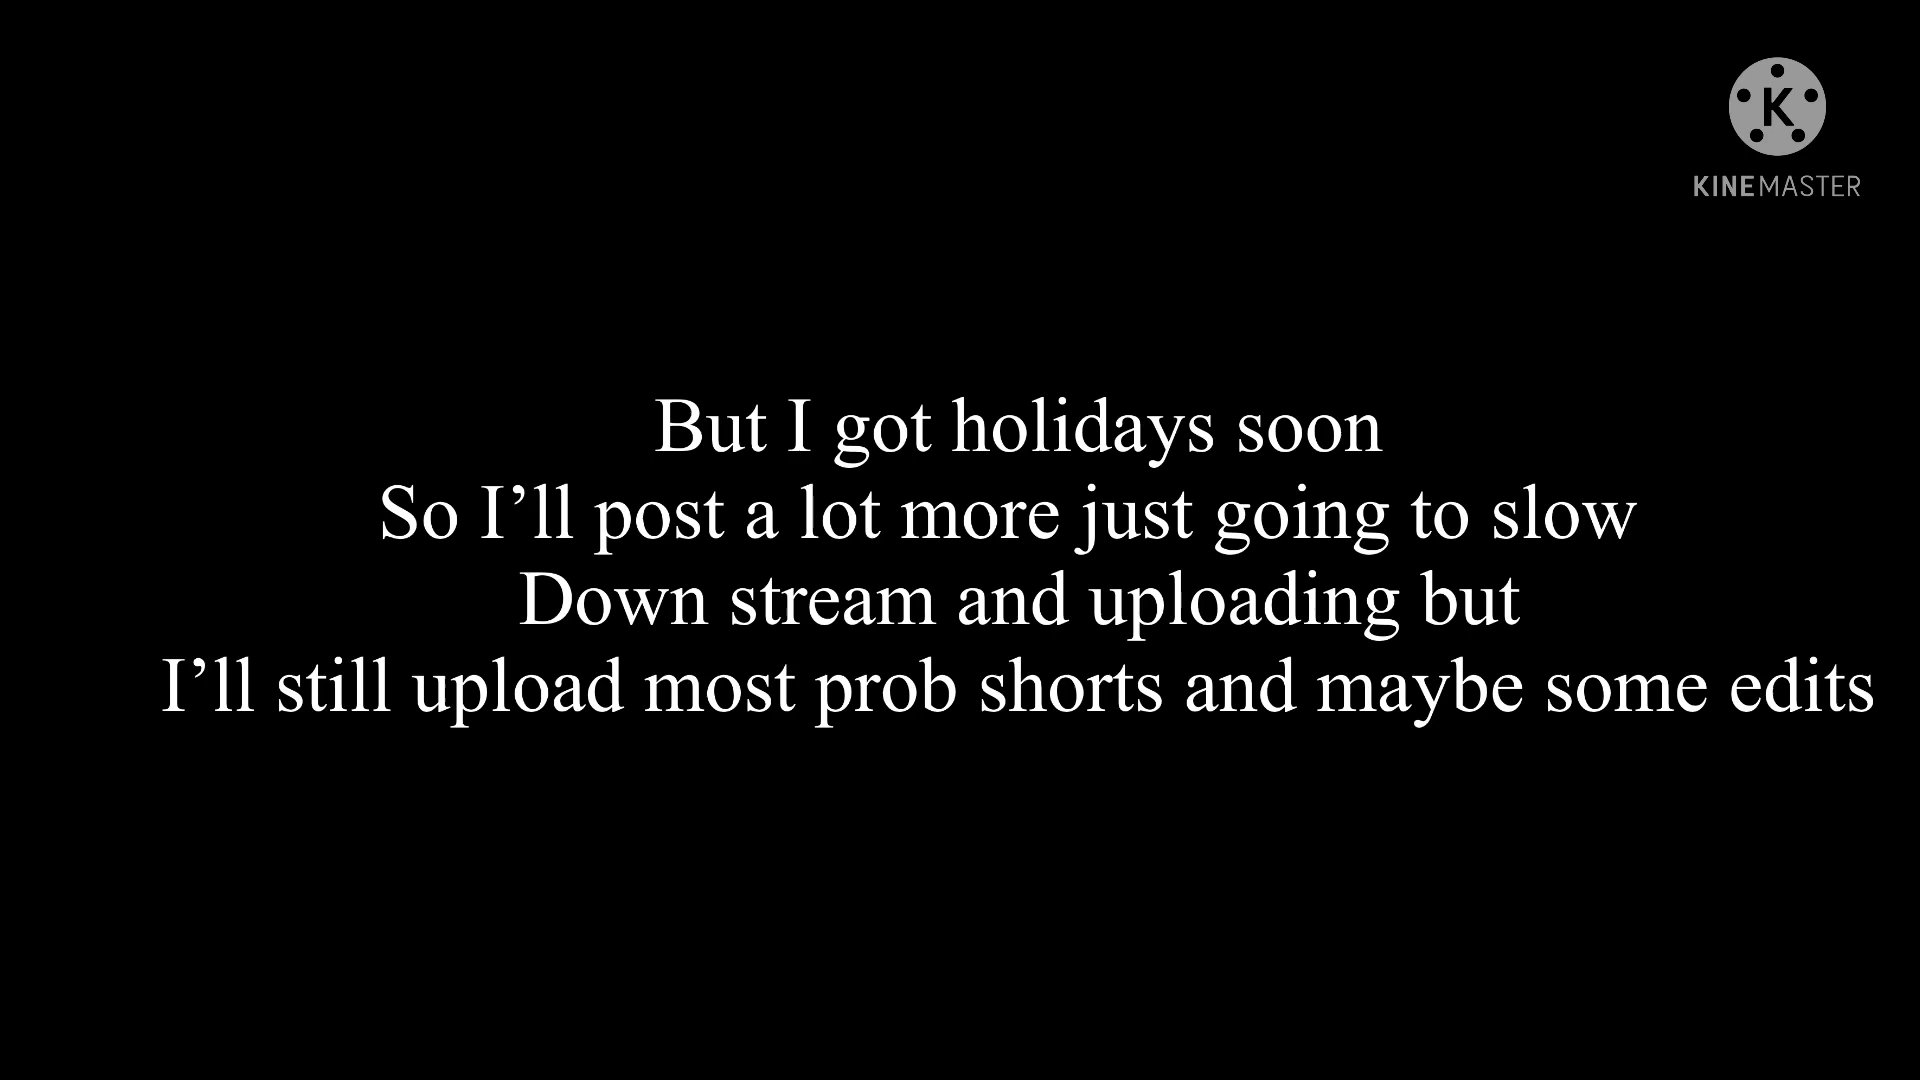 K
KINEMASTER
But I got holidays soon
So I’ll post a lot more just going to slow
Down stream and uploading but
I’ll still upload most prob shorts and maybe some edits